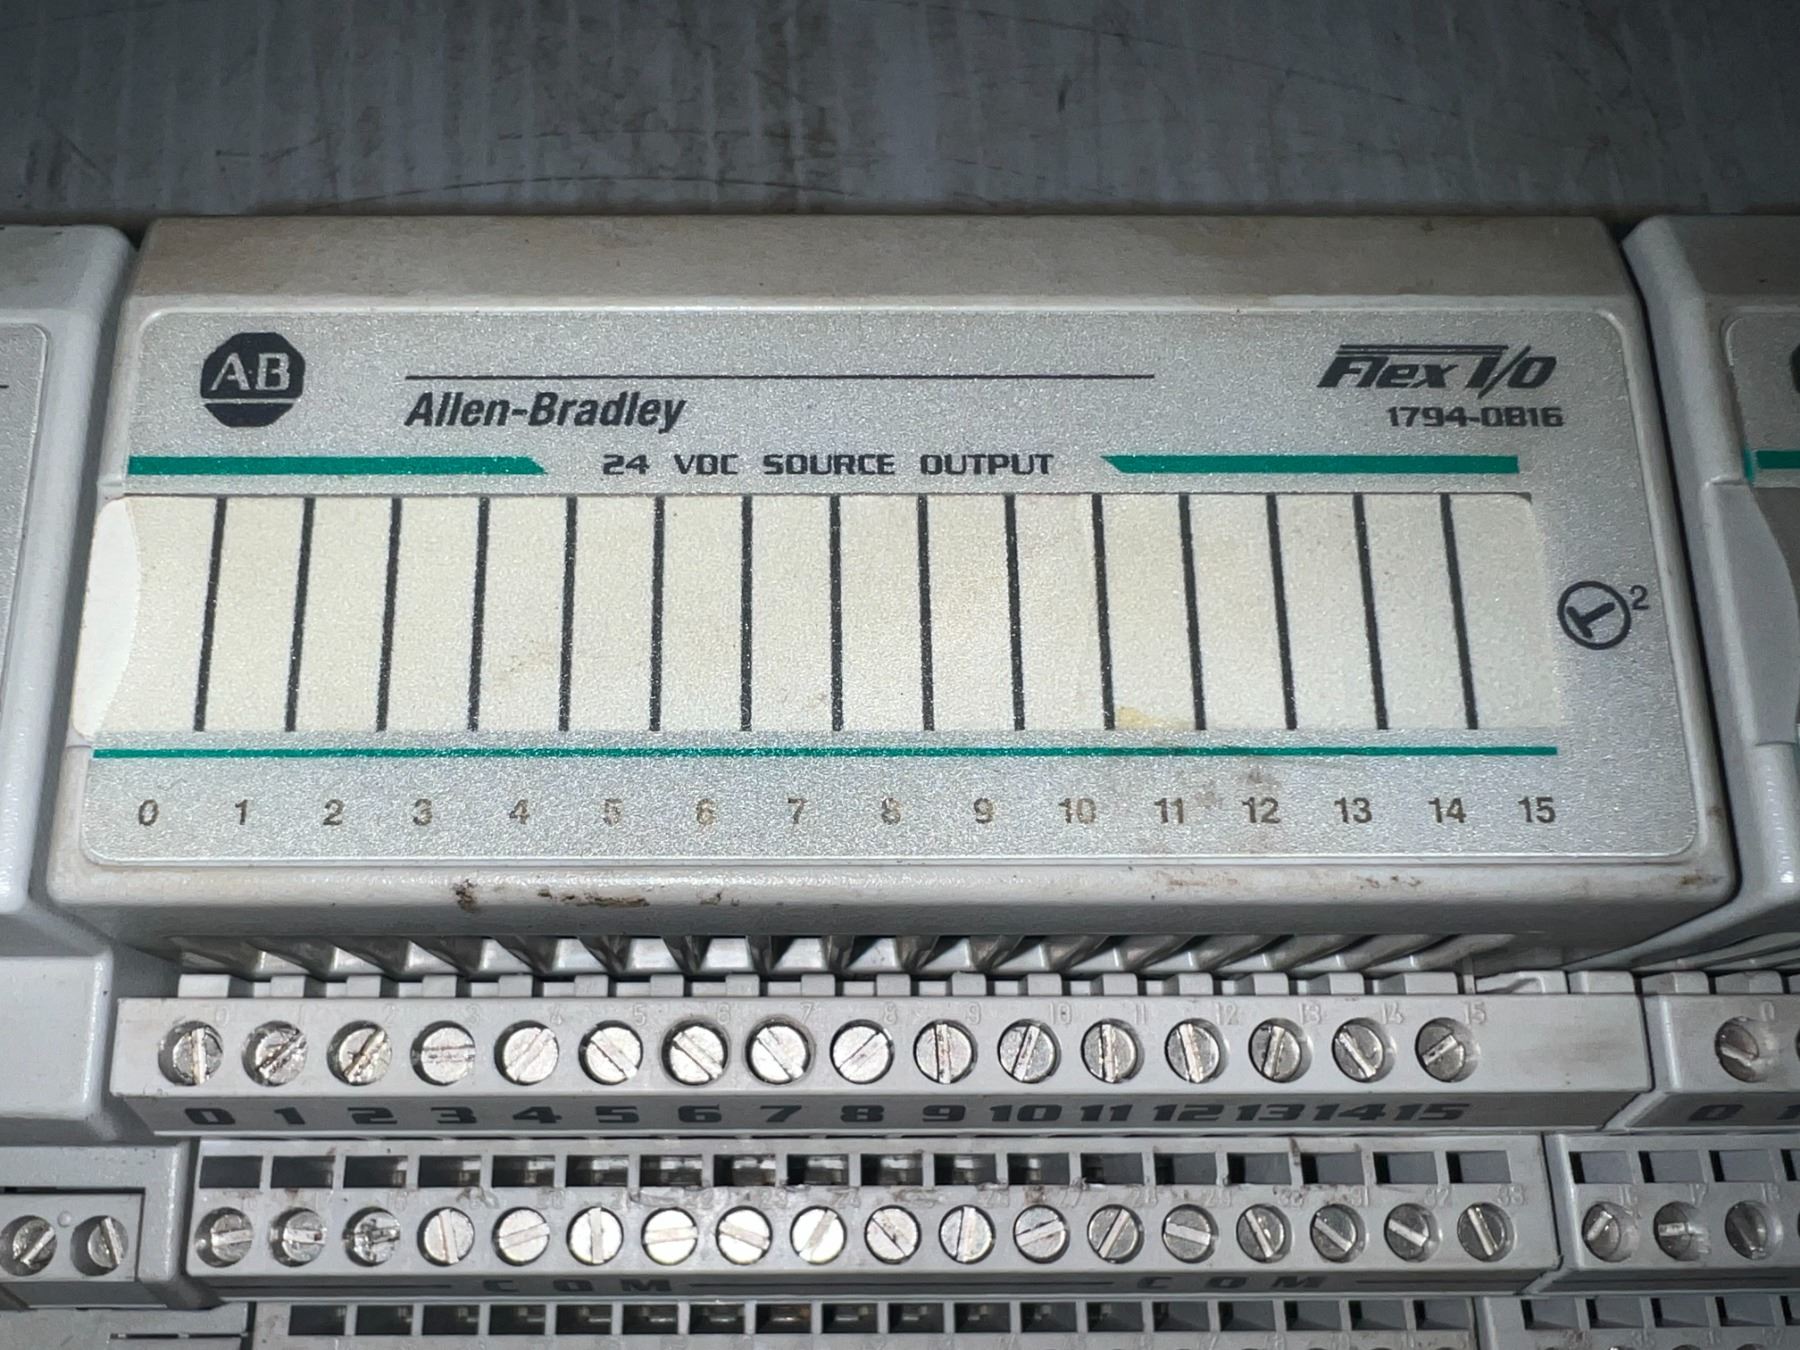 AB
Allen-Bradley
Flex I/O
1794-OB16
24 VDC SOURCE OUTPUT
2
0 1 2 3 4 5 6 7 8 9 10 11 12 13 14 15
0 1 2 3 4 5 6 7 8 9 10 11 12 13 14 15 0
0 1 2 3 4 5 6 7 8 9 10 11 12 13 14 15 0
COM COM